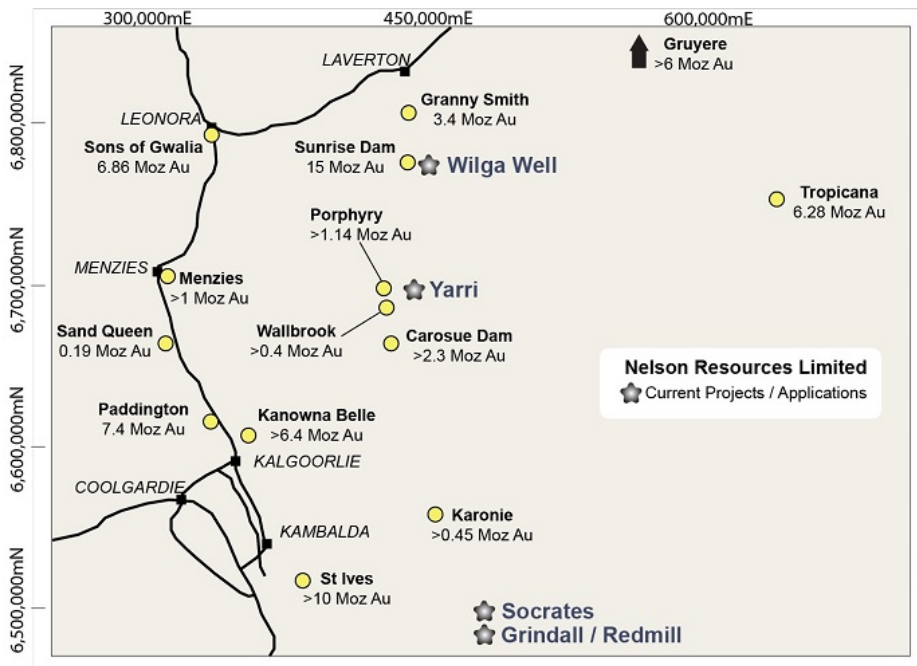 300,000mE
450,000mE
600,000mE
6,800,000mN
6,700,000mN
6,600,000mN
6,500,000mN
LAVERTON
Gruyere
>6 Moz Au
Granny Smith
3.4 Moz Au
LEONORA
Sons of Gwalia
6.86 Moz Au
Sunrise Dam
15 Moz Au
Wilga Well
Tropicana
6.28 Moz Au
Porphyry
>1.14 Moz Au
MENZIES
Menzies
>1 Moz Au
Yarri
Sand Queen
0.19 Moz Au
Wallbrook
>0.4 Moz Au
Carosue Dam
>2.3 Moz Au
Nelson Resources Limited
Current Projects / Applications
Paddington
7.4 Moz Au
Kanowna Belle
>6.4 Moz Au
KALGOORLIE
COOLGARDIE
KAMBALDA
Karonie
>0.45 Moz Au
St Ives
>10 Moz Au
Socrates
Grindall / Redmill